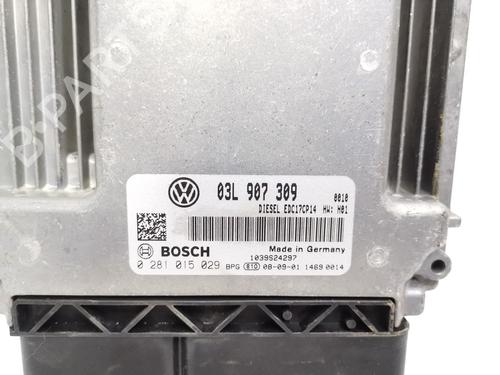 B-PARTS
03L 907 309
0010
DIESEL EDC17CP14 HW: H01
BOSCH
Made in Germany
1039S24297
0 281 015 029 BPG 810 08-09-01 1469 0014